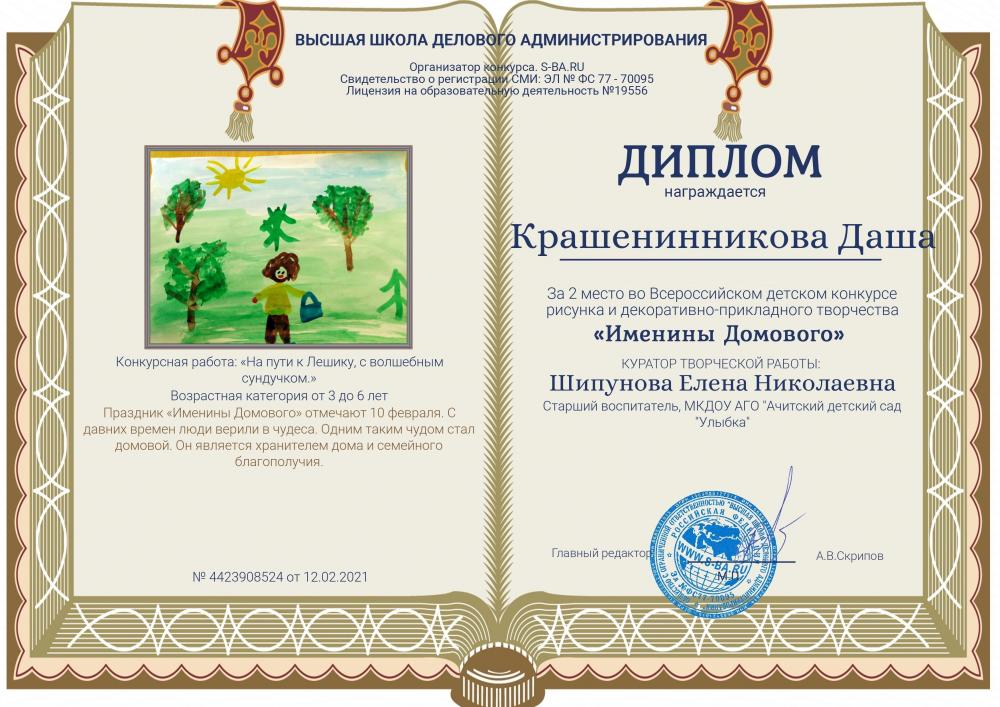 ВЫСШАЯ ШКОЛА ДЕЛОВОГО АДМИНИСТРИРОВАНИЯ
Организатор конкурса. S-BA.RU
Свидетельство о регистрации СМИ: ЭЛ № ФС 77 - 70095
Лицензия на образовательную деятельность №19556
Конкурсная работа: «На пути к Лешику, с волшебным
сундучком.»
Возрастная категория от 3 до 6 лет
Праздник «Именины Домового» отмечают 10 февраля. С
давних времен люди верили в чудеса. Одним таким чудом стал
домовой. Он является хранителем дома и семейного
благополучия.
№ 4423908524 от 12.02.2021
ДИПЛОМ
награждается
Крашенинникова Даша
За 2 место во Всероссийском детском конкурсе
рисунка и декоративно-прикладного творчества
«Именины Домового»
КУРАТОР ТВОРЧЕСКОЙ РАБОТЫ:
Шипунова Елена Николаевна
Старший воспитатель, МКДОУ АГО "Ачитский детский сад
"Улыбка"
Главный редактор
А.В.Скрипов
М.П.
РОССИЙСКАЯ ФЕДЕРАЦИЯ
WWW.S-BA.RU
ЭЛ №ФС77-70095